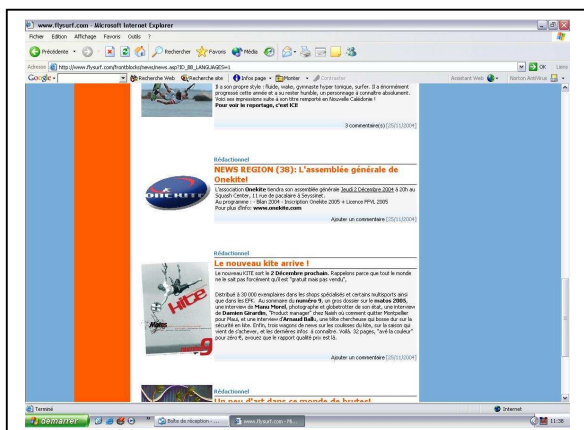 www.flysurf.com - Microsoft Internet Explorer
Fichier Edition Affichage Favoris Outils ?
Précédente Rechercher Favoris Média
Adresse http://www.flysurf.com/frontblocks/news/news.asp?ID_BB_LANGUAGES=1 OK Liens
Google Recherche Web Recherche site Infos page Monter Contraste Assistant Web Norton AntiVirus
Il a son propre style : fluide, wake, gymnaste hyper tonique, surfer. Il a énormément
progressé cette année et a su rester humble, un personnage à connaître absolument.
Voici ses impressions suite à son titre remporté en Nouvelle Calédonie !
Pour voir le reportage, c'est ICI!
3 commentaire(s) [25/11/2004]
Rédactionnel
NEWS REGION (38): L'assemblée générale de
Onekite!
ONEKITE
L'association Onekite tiendra son assemblée générale Jeudi 2 Décembre 2004 à 20h au
Squash Center, 11 rue de pacalaire à Seyssinet.
Au programme : - Bilan 2004 - Inscription Onekite 2005 + Licence FFVL 2005
Pour plus d'info: www.onekite.com
Ajouter un commentaire [25/11/2004]
Rédactionnel
Le nouveau kite arrive !
Le nouveau KITE sort le 2 Décembre prochain. Rappelons parce que tout le monde
ne le sait pas forcément qu'il est "gratuit mais pas vendu",
Distribué à 30 000 exemplaires dans les shops spécialisés et certains multisports ainsi
que dans les EFK. Au sommaire du numéro 9, un gros dossier sur le matos 2005,
une interview de Manu Morel, photographe et globetrotter de son état, une interview
de Damien Girardin, "Product manager" chez Naish où comment quitter Montpellier
pour Maui, et une interview d'Arnaud Ballu, une tête chercheuse qui bosse dur sur la
sécurité en kite. Enfin, trois wagons de news sur les coulisses du kite, sur la saison qui
vient de s'achever, et les dernières infos à connaître. Voilà. 32 pages, "avé la couleur"
pour zéro €, avouez que le rapport qualité prix est là.
kite
Matos
9
Ajouter un commentaire [25/11/2004]
Rédactionnel
Un peu d'art dans ce monde de brutes!
Terminé Internet
démarrer Boîte de réception - ... www.flysurf.com - Mi... 11:38